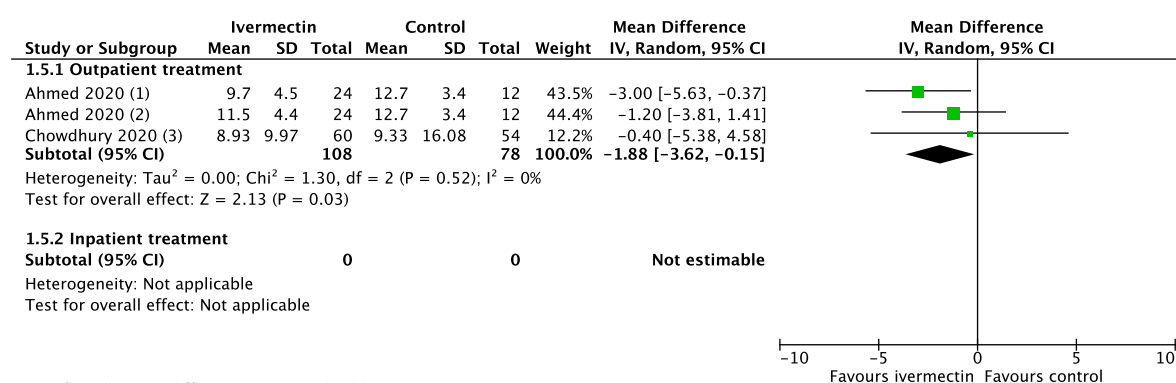 Ivermectin Control Mean Difference Mean Difference
Study or Subgroup Mean SD Total Mean SD Total Weight IV, Random, 95% CI IV, Random, 95% CI
1.5.1 Outpatient treatment
Ahmed 2020 (1) 9.7 4.5 24 12.7 3.4 12 43.5% −3.00 [−5.63, −0.37]
Ahmed 2020 (2) 11.5 4.4 24 12.7 3.4 12 44.4% −1.20 [−3.81, 1.41]
Chowdhury 2020 (3) 8.93 9.97 60 9.33 16.08 54 12.2% −0.40 [−5.38, 4.58]
Subtotal (95% CI) 108 78 100.0% −1.88 [−3.62, −0.15]
Heterogeneity: Tau² = 0.00; Chi² = 1.30, df = 2 (P = 0.52); I² = 0%
Test for overall effect: Z = 2.13 (P = 0.03)
1.5.2 Inpatient treatment
Subtotal (95% CI) 0 0 Not estimable
Heterogeneity: Not applicable
Test for overall effect: Not applicable
−10 −5 0 5 10
Favours ivermectin Favours control